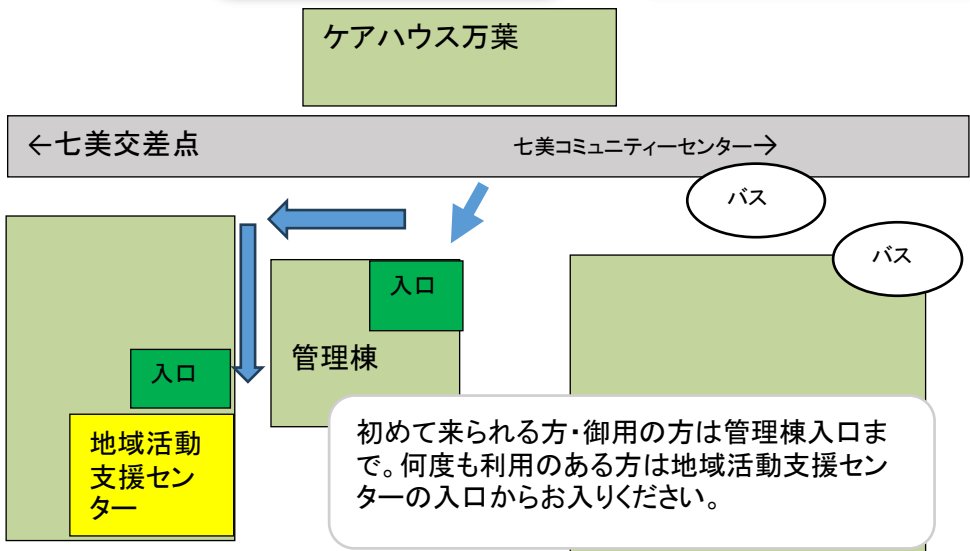 ケアハウス万葉
←七美交差点
七美コミュニティーセンター→
バス
バス
入口
管理棟
入口
地域活動
支援セン
ター
初めて来られる方・御用の方は管理棟入口ま
で。何度も利用のある方は地域活動支援セン
ターの入口からお入りください。